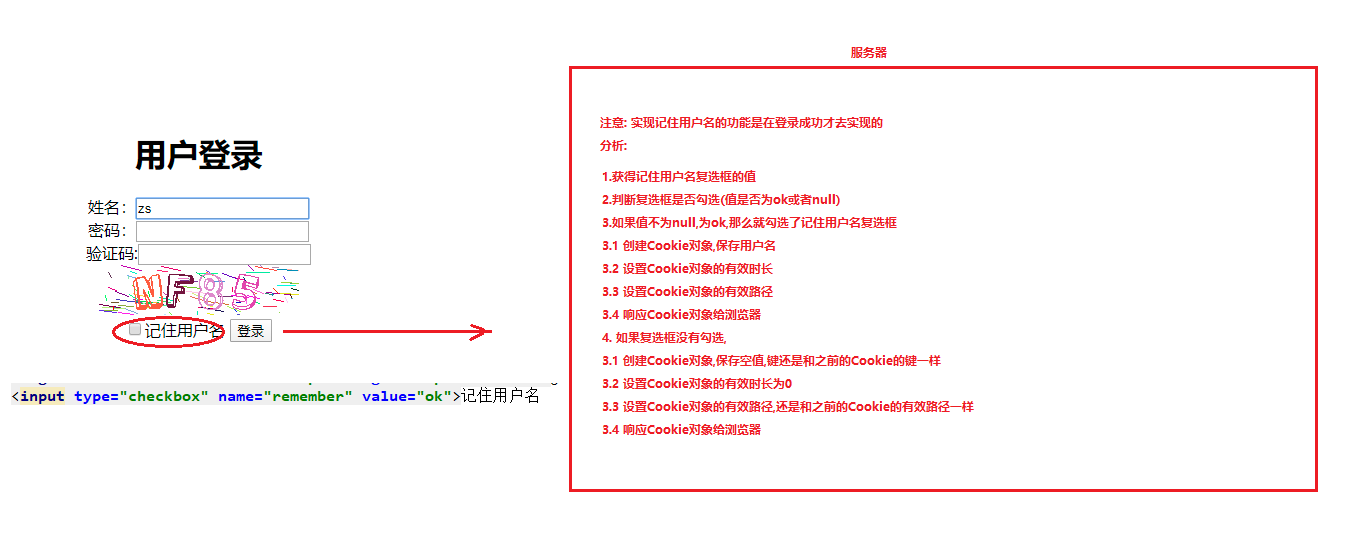 服务器
注意: 实现记住用户名的功能是在登录成功才去实现的
分析:
1.获得记住用户名复选框的值
2.判断复选框是否勾选(值是否为ok或者null)
3.如果值不为null,为ok,那么就勾选了记住用户名复选框
3.1 创建Cookie对象,保存用户名
3.2 设置Cookie对象的有效时长
3.3 设置Cookie对象的有效路径
3.4 响应Cookie对象给浏览器
4. 如果复选框没有勾选,
3.1 创建Cookie对象,保存空值,键还是和之前的Cookie的键一样
3.2 设置Cookie对象的有效时长为0
3.3 设置Cookie对象的有效路径,还是和之前的Cookie的有效路径一样
3.4 响应Cookie对象给浏览器
用户登录
姓名: zs
密码:
验证码:
NF85
记住用户名 登录
<input type="checkbox" name="remember" value="ok">记住用户名